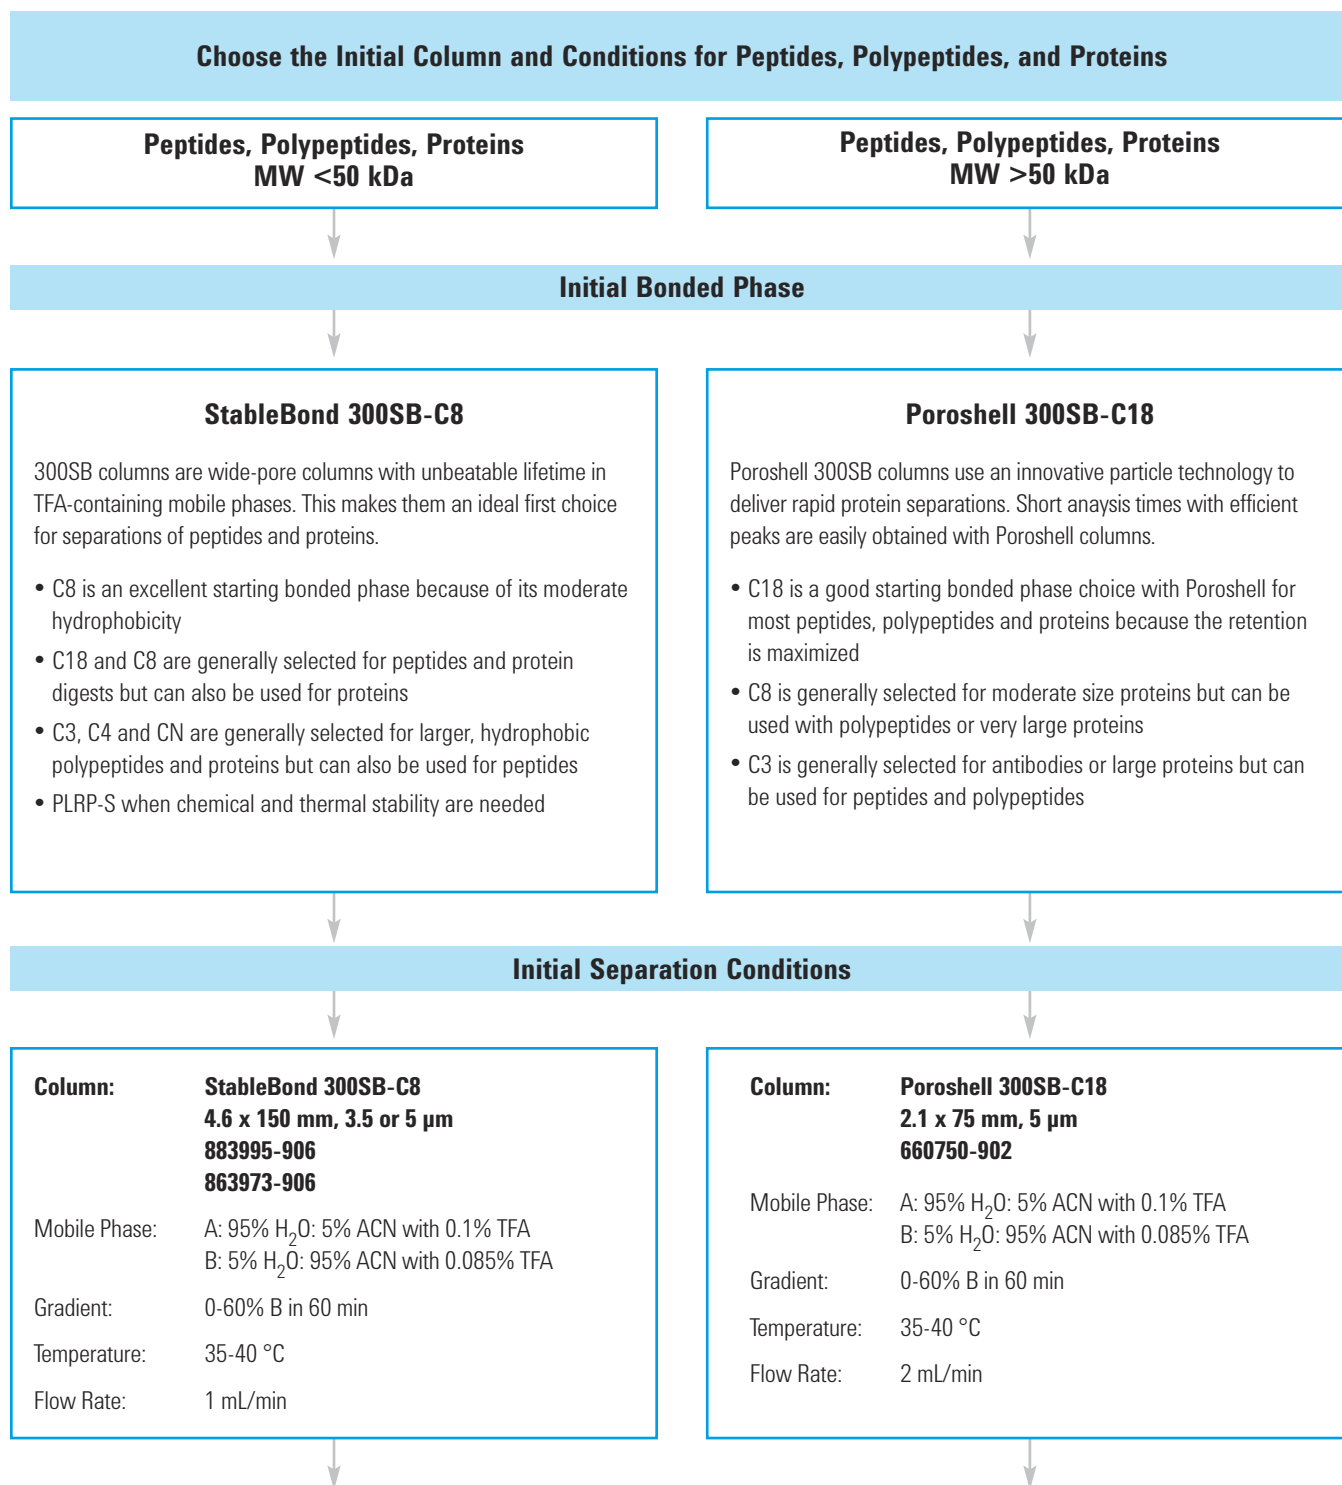 Choose the Initial Column and Conditions for Peptides, Polypeptides, and Proteins
Peptides, Polypeptides, Proteins
MW <50 kDa
Peptides, Polypeptides, Proteins
MW >50 kDa
Initial Bonded Phase
StableBond 300SB-C8
300SB columns are wide-pore columns with unbeatable lifetime in
TFA-containing mobile phases. This makes them an ideal first choice
for separations of peptides and proteins.
• C8 is an excellent starting bonded phase because of its moderate
hydrophobicity
• C18 and C8 are generally selected for peptides and protein
digests but can also be used for proteins
• C3, C4 and CN are generally selected for larger, hydrophobic
polypeptides and proteins but can also be used for peptides
• PLRP-S when chemical and thermal stability are needed
Poroshell 300SB-C18
Poroshell 300SB columns use an innovative particle technology to
deliver rapid protein separations. Short anaysis times with efficient
peaks are easily obtained with Poroshell columns.
• C18 is a good starting bonded phase choice with Poroshell for
most peptides, polypeptides and proteins because the retention
is maximized
• C8 is generally selected for moderate size proteins but can be
used with polypeptides or very large proteins
• C3 is generally selected for antibodies or large proteins but can
be used for peptides and polypeptides
Initial Separation Conditions
Column: StableBond 300SB-C8
4.6 x 150 mm, 3.5 or 5 µm
883995-906
863973-906
Mobile Phase: A: 95% H₂O: 5% ACN with 0.1% TFA
B: 5% H₂O: 95% ACN with 0.085% TFA
Gradient: 0-60% B in 60 min
Temperature: 35-40 °C
Flow Rate: 1 mL/min
Column: Poroshell 300SB-C18
2.1 x 75 mm, 5 µm
660750-902
Mobile Phase: A: 95% H₂O: 5% ACN with 0.1% TFA
B: 5% H₂O: 95% ACN with 0.085% TFA
Gradient: 0-60% B in 60 min
Temperature: 35-40 °C
Flow Rate: 2 mL/min